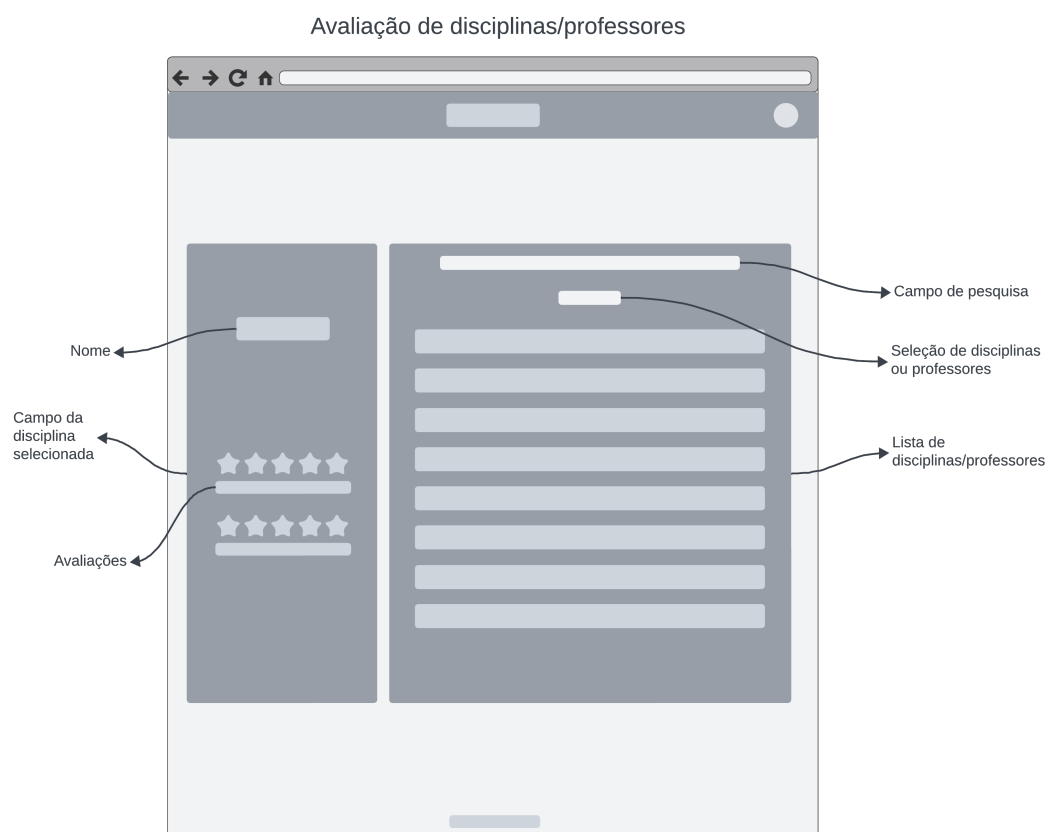 Avaliação de disciplinas/professores
Campo de pesquisa
Nome
Seleção de disciplinas
ou professores
Campo da
disciplina
selecionada
Lista de
disciplinas/professores
Avaliações